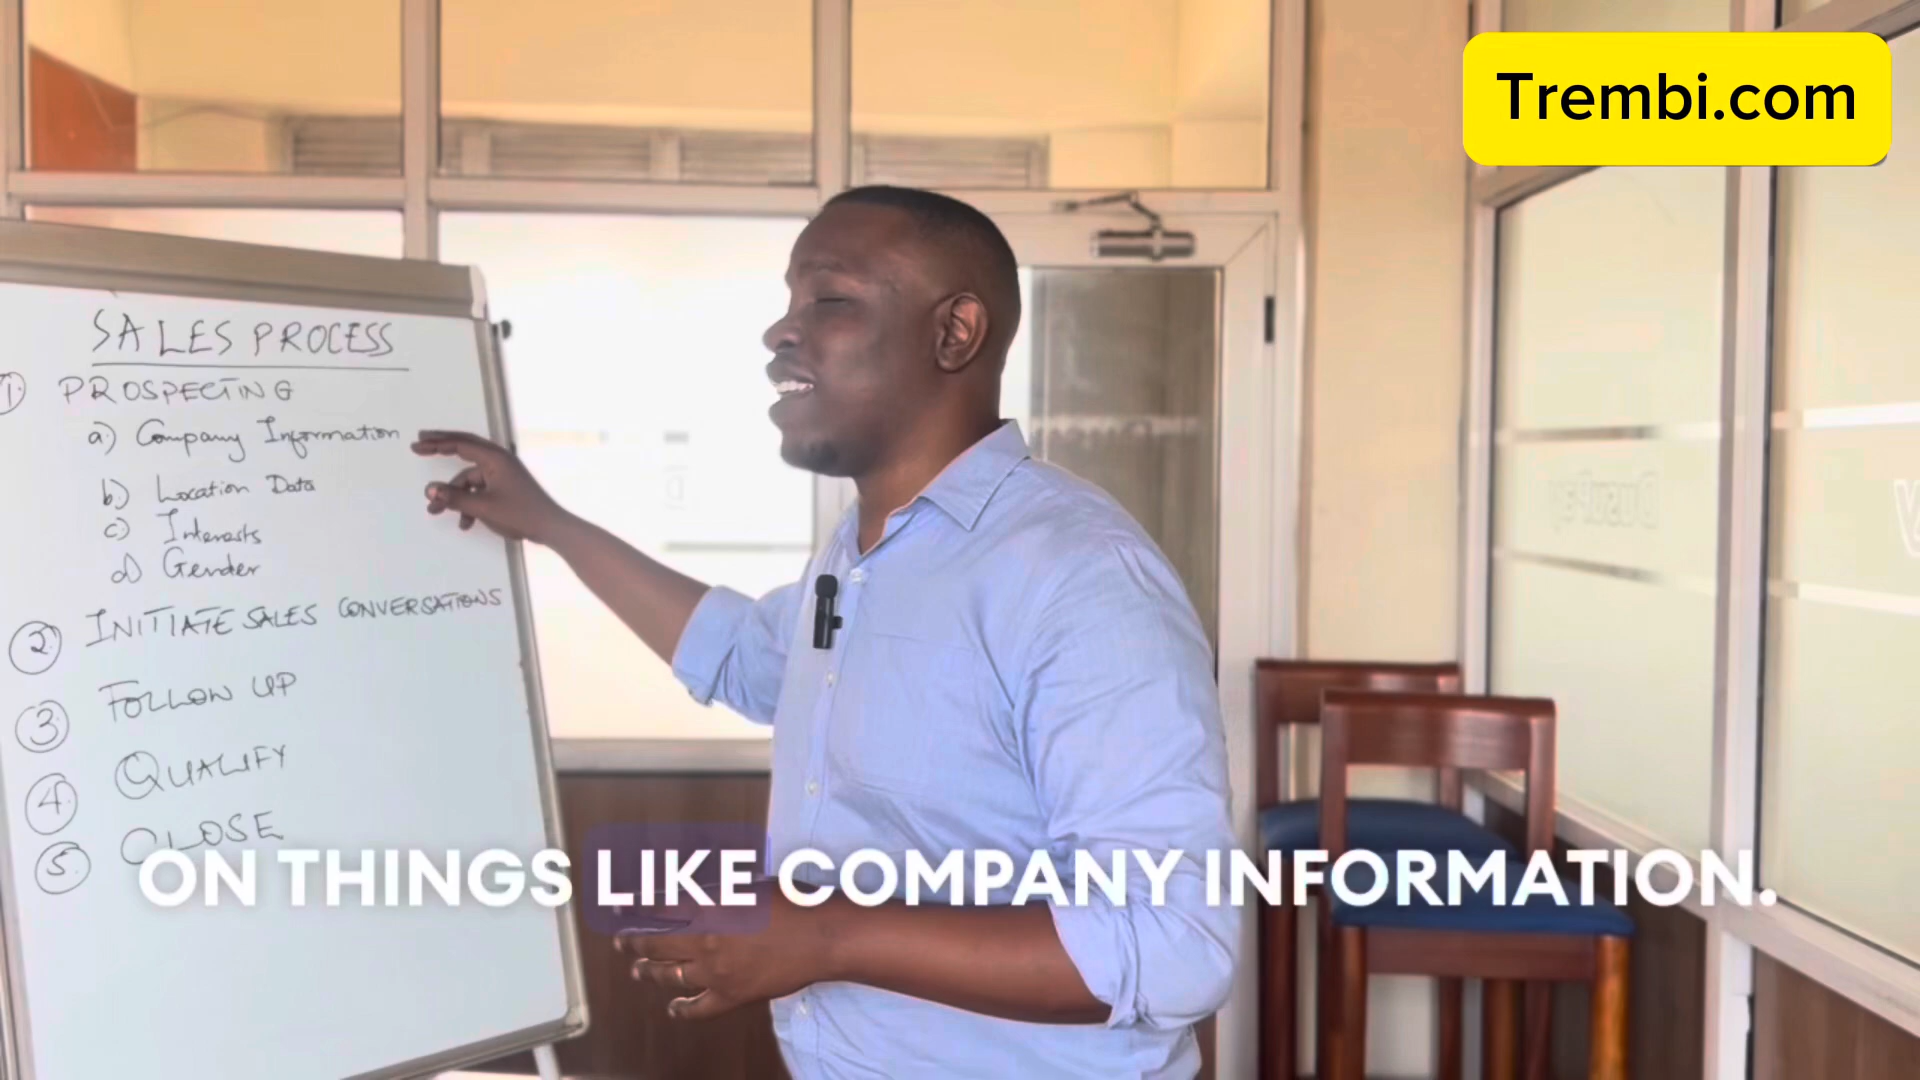 Trembi.com
SALES PROCESS
1. PROSPECTING
a) Company Information
b) Location Data
c) Interests
d) Gender
2. INITIATE SALES CONVERSATIONS
3. FOLLOW UP
4. QUALIFY
5. CLOSE
ON THINGS LIKE COMPANY INFORMATION.